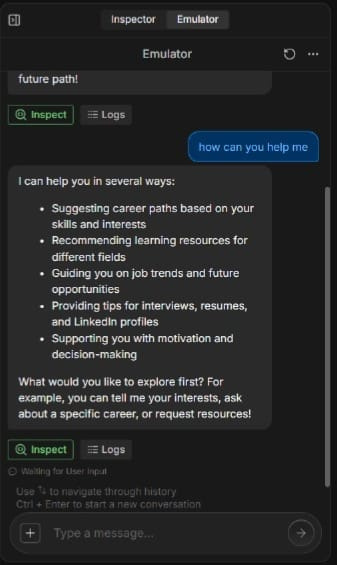 Inspector Emulator
Emulator
future path!
Inspect Logs
how can you help me
I can help you in several ways:
• Suggesting career paths based on your
skills and interests
• Recommending learning resources for
different fields
• Guiding you on job trends and future
opportunities
• Providing tips for interviews, resumes,
and LinkedIn profiles
• Supporting you with motivation and
decision-making
What would you like to explore first? For
example, you can tell me your interests, ask
about a specific career, or request resources!
Inspect Logs
Waiting for User Input
Use ↑↓ to navigate through history
Ctrl + Enter to start a new conversation
Type a message...